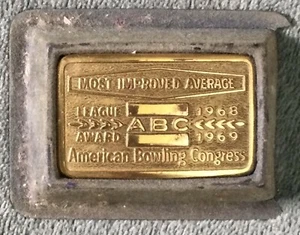 MOST IMPROVED AVERAGE
LEAGUE 1968
ABC
AWARD 1969
American Bowling Congress